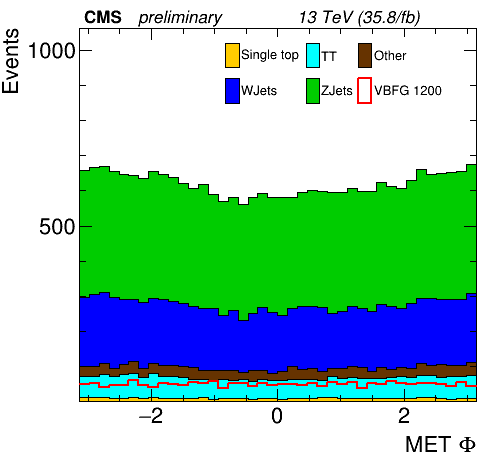 CMS preliminary 13 TeV (35.8/fb)
Events
1000
500
Single top TT Other
WJets ZJets VBFG 1200
−2 0 2
MET Φ